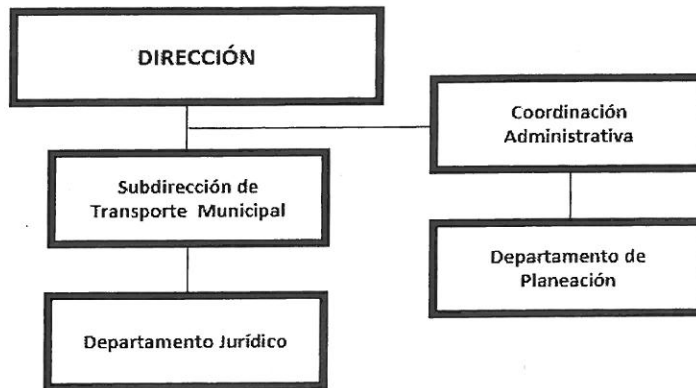 DIRECCIÓN
Coordinación
Administrativa
Subdirección de
Transporte Municipal
Departamento de
Planeación
Departamento Jurídico